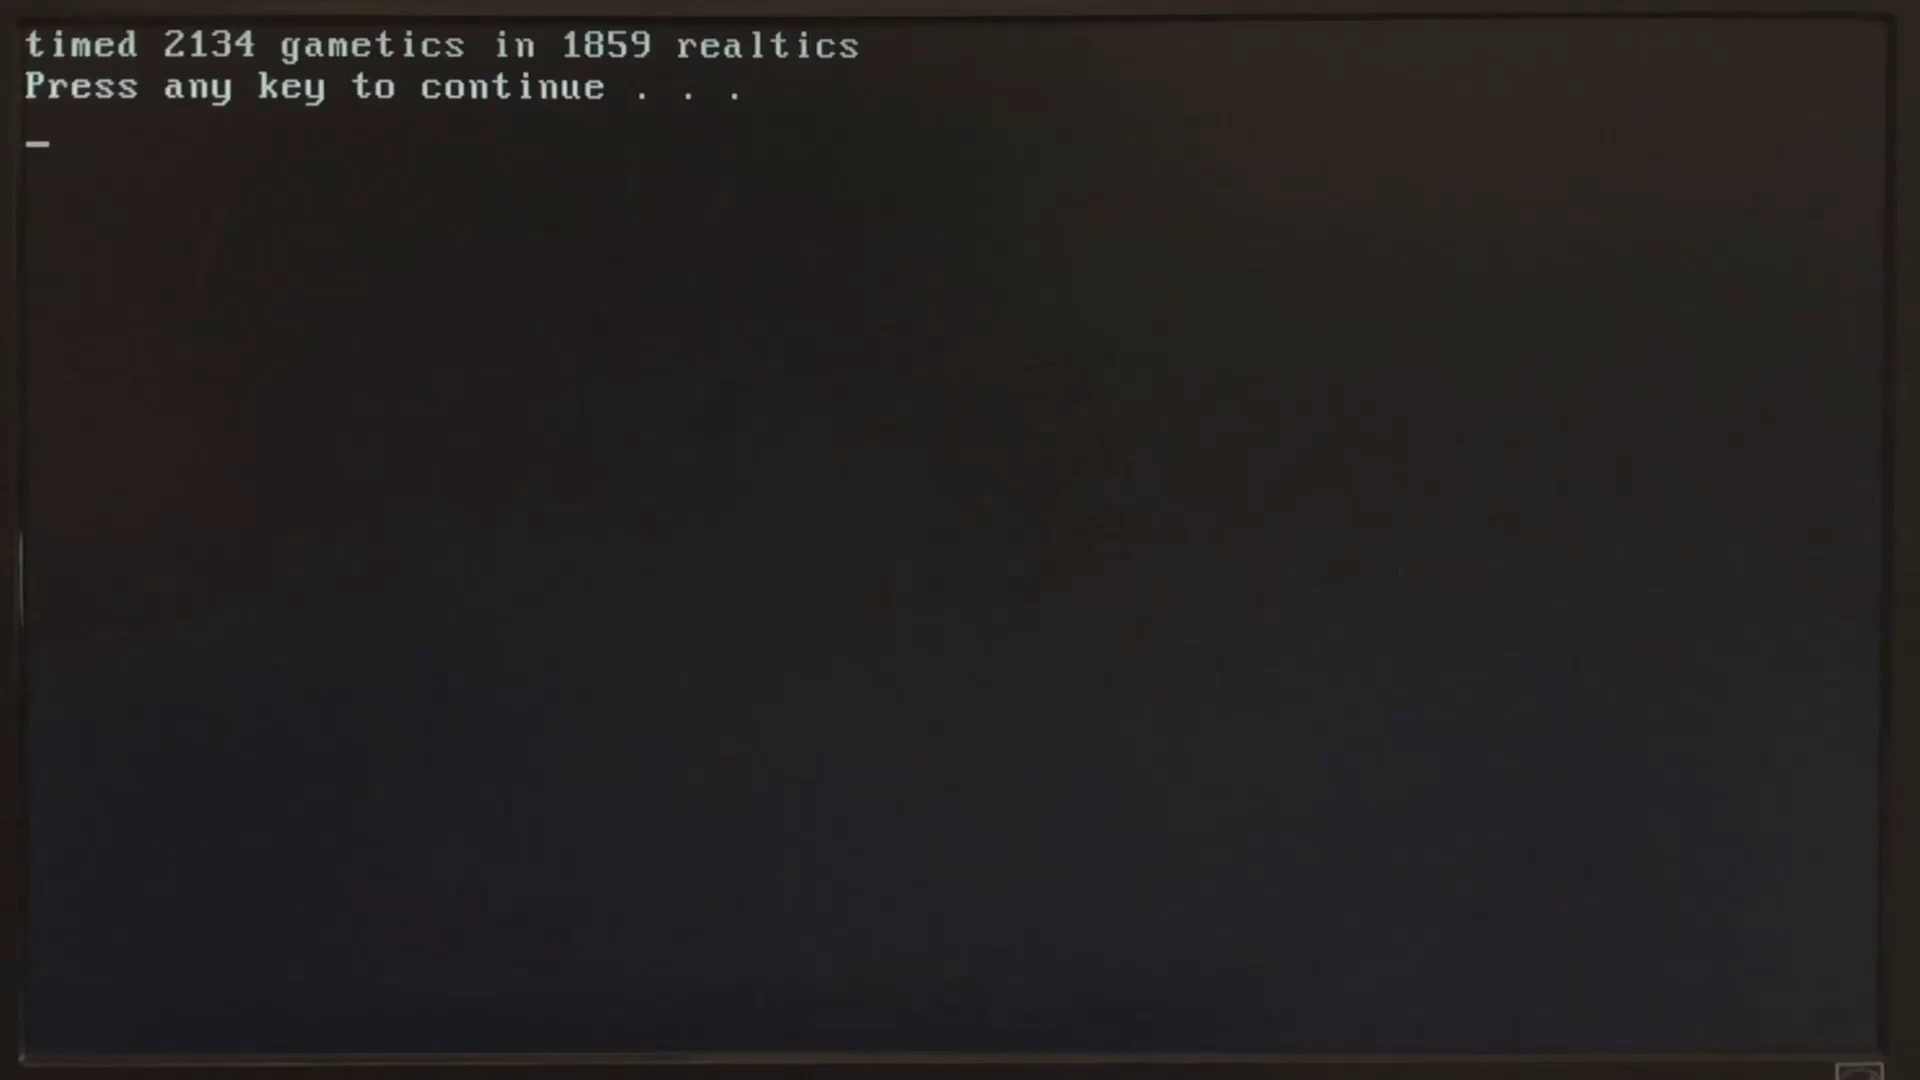 timed 2134 gametics in 1859 realtics
Press any key to continue . . .
_